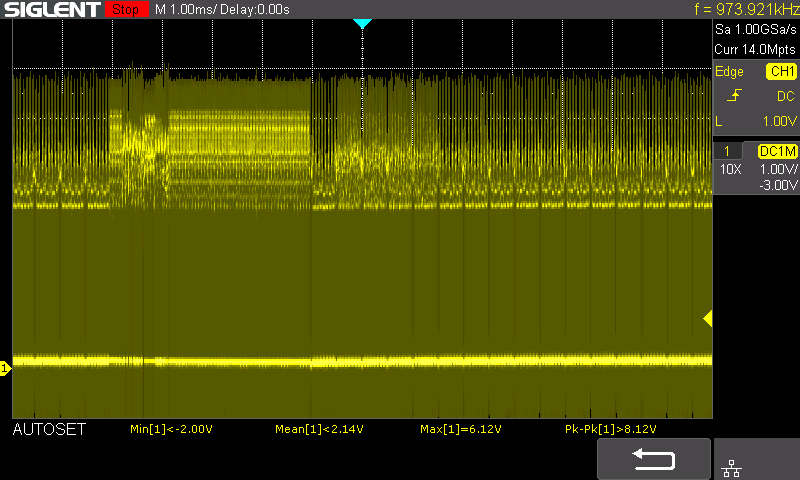 SIGLENT Stop M 1.00ms/ Delay:0.00s f = 973.921kHz
Sa 1.00GSa/s
Curr 14.0Mpts
Edge CH1
DC
L 1.00V
1 DC1M
10X 1.00V/
-3.00V
1
AUTOSET Min[1]<-2.00V Mean[1]<2.14V Max[1]=6.12V Pk-Pk[1]>8.12V